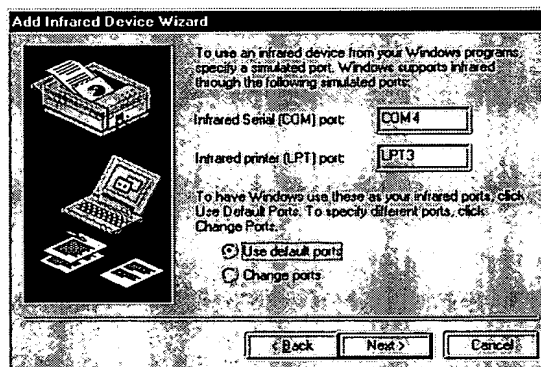 Add Infrared Device Wizard
To use an infrared device from your Windows programs,
specify a simulated port. Windows supports infrared
through the following simulated ports:
Infrared Serial (COM) port: COM4
Infrared printer (LPT) port: LPT3
To have Windows use these as your infrared ports, click
Use Default Ports. To specify different ports, click
Change Ports.
Use default ports
Change ports
< Back Next > Cancel